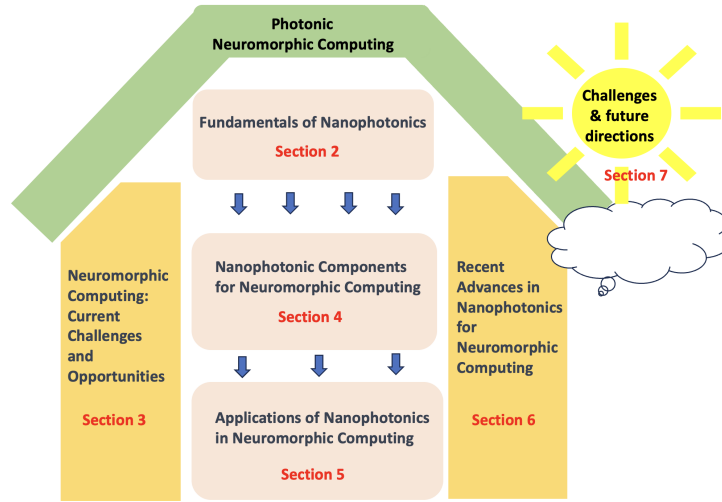 Photonic
Neuromorphic Computing
Challenges
& future
directions
Section 7
Fundamentals of Nanophotonics
Section 2
Neuromorphic
Computing:
Current
Challenges
and
Opportunities
Section 3
Nanophotonic Components
for Neuromorphic Computing
Section 4
Applications of Nanophotonics
in Neuromorphic Computing
Section 5
Recent
Advances in
Nanophotonics
for
Neuromorphic
Computing
Section 6